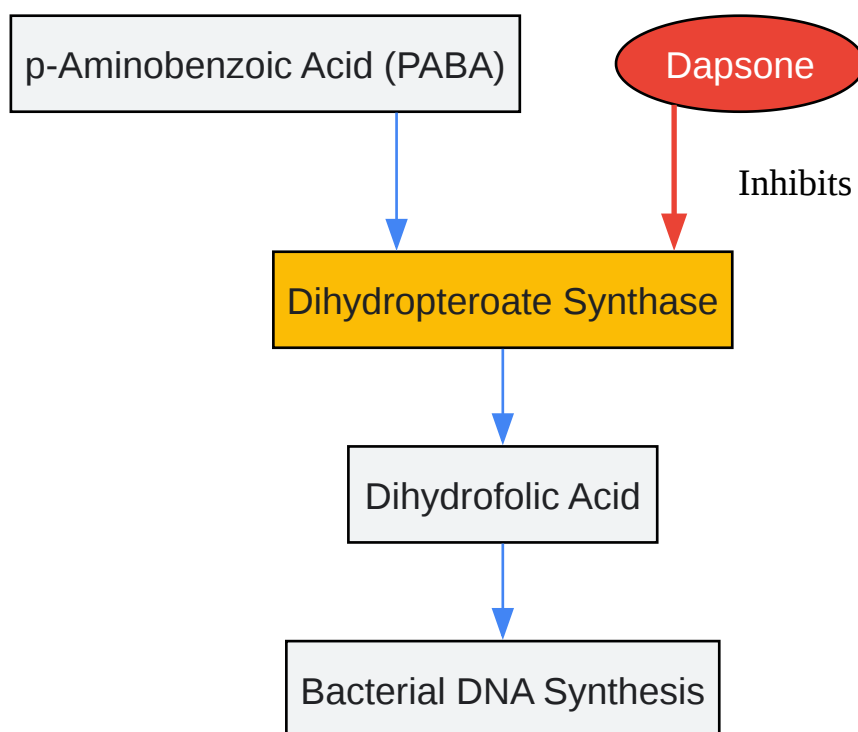 p-Aminobenzoic Acid (PABA)
Dapsone
Inhibits
Dihydropteroate Synthase
Dihydrofolic Acid
Bacterial DNA Synthesis